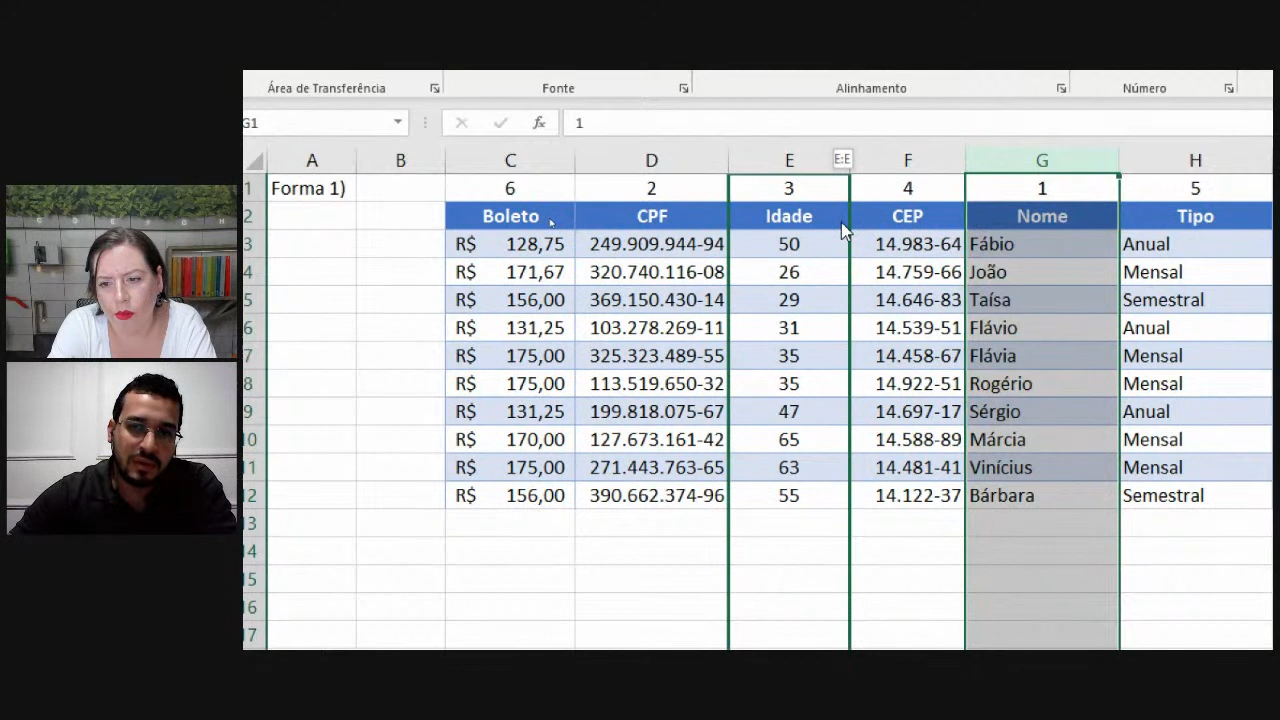 Área de Transferência Fonte Alinhamento Número
G1 fx 1
A B C D E E:E F G H
1 Forma 1) 6 2 3 4 1 5
2 Boleto CPF Idade CEP Nome Tipo
3 R$ 128,75 249.909.944-94 50 14.983-64 Fábio Anual
4 R$ 171,67 320.740.116-08 26 14.759-66 João Mensal
5 R$ 156,00 369.150.430-14 29 14.646-83 Taísa Semestral
6 R$ 131,25 103.278.269-11 31 14.539-51 Flávio Anual
7 R$ 175,00 325.323.489-55 35 14.458-67 Flávia Mensal
8 R$ 175,00 113.519.650-32 35 14.922-51 Rogério Mensal
9 R$ 131,25 199.818.075-67 47 14.697-17 Sérgio Anual
10 R$ 170,00 127.673.161-42 65 14.588-89 Márcia Mensal
11 R$ 175,00 271.443.763-65 63 14.481-41 Vinícius Mensal
12 R$ 156,00 390.662.374-96 55 14.122-37 Bárbara Semestral
13
14
15
16
17